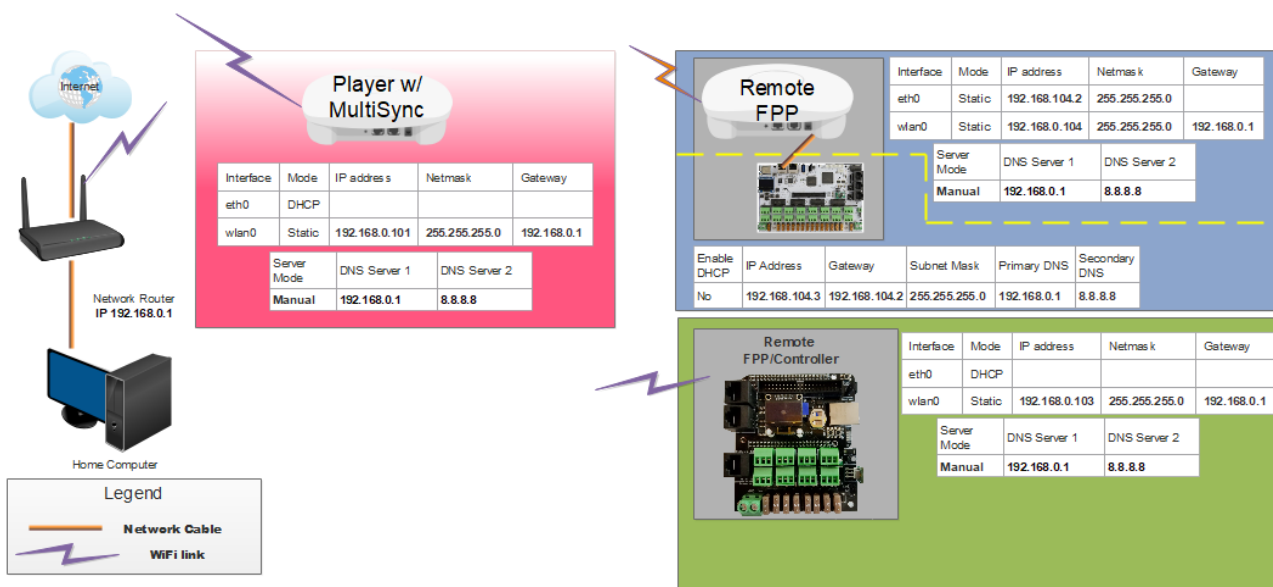 Internet
Network Router
IP 192.168.0.1
Home Computer
Legend
Network Cable
WiFi link
Player w/
MultiSync
Interface Mode IP address Netmask Gateway
eth0 DHCP
wlan0 Static 192.168.0.101 255.255.255.0 192.168.0.1
Server
Mode
DNS Server 1 DNS Server 2
Manual 192.168.0.1 8.8.8.8
Remote
FPP
Interface Mode IP address Netmask Gateway
eth0 Static 192.168.104.2 255.255.255.0
wlan0 Static 192.168.0.104 255.255.255.0 192.168.0.1
Server
Mode
DNS Server 1 DNS Server 2
Manual 192.168.0.1 8.8.8.8
Enable
DHCP
IP Address Gateway Subnet Mask Primary DNS
Secondary
DNS
No 192.168.104.3 192.168.104.2 255.255.255.0 192.168.0.1 8.8.8.8
Remote
FPP/Controller
Interface Mode IP address Netmask Gateway
eth0 DHCP
wlan0 Static 192.168.0.103 255.255.255.0 192.168.0.1
Server
Mode
DNS Server 1 DNS Server 2
Manual 192.168.0.1 8.8.8.8